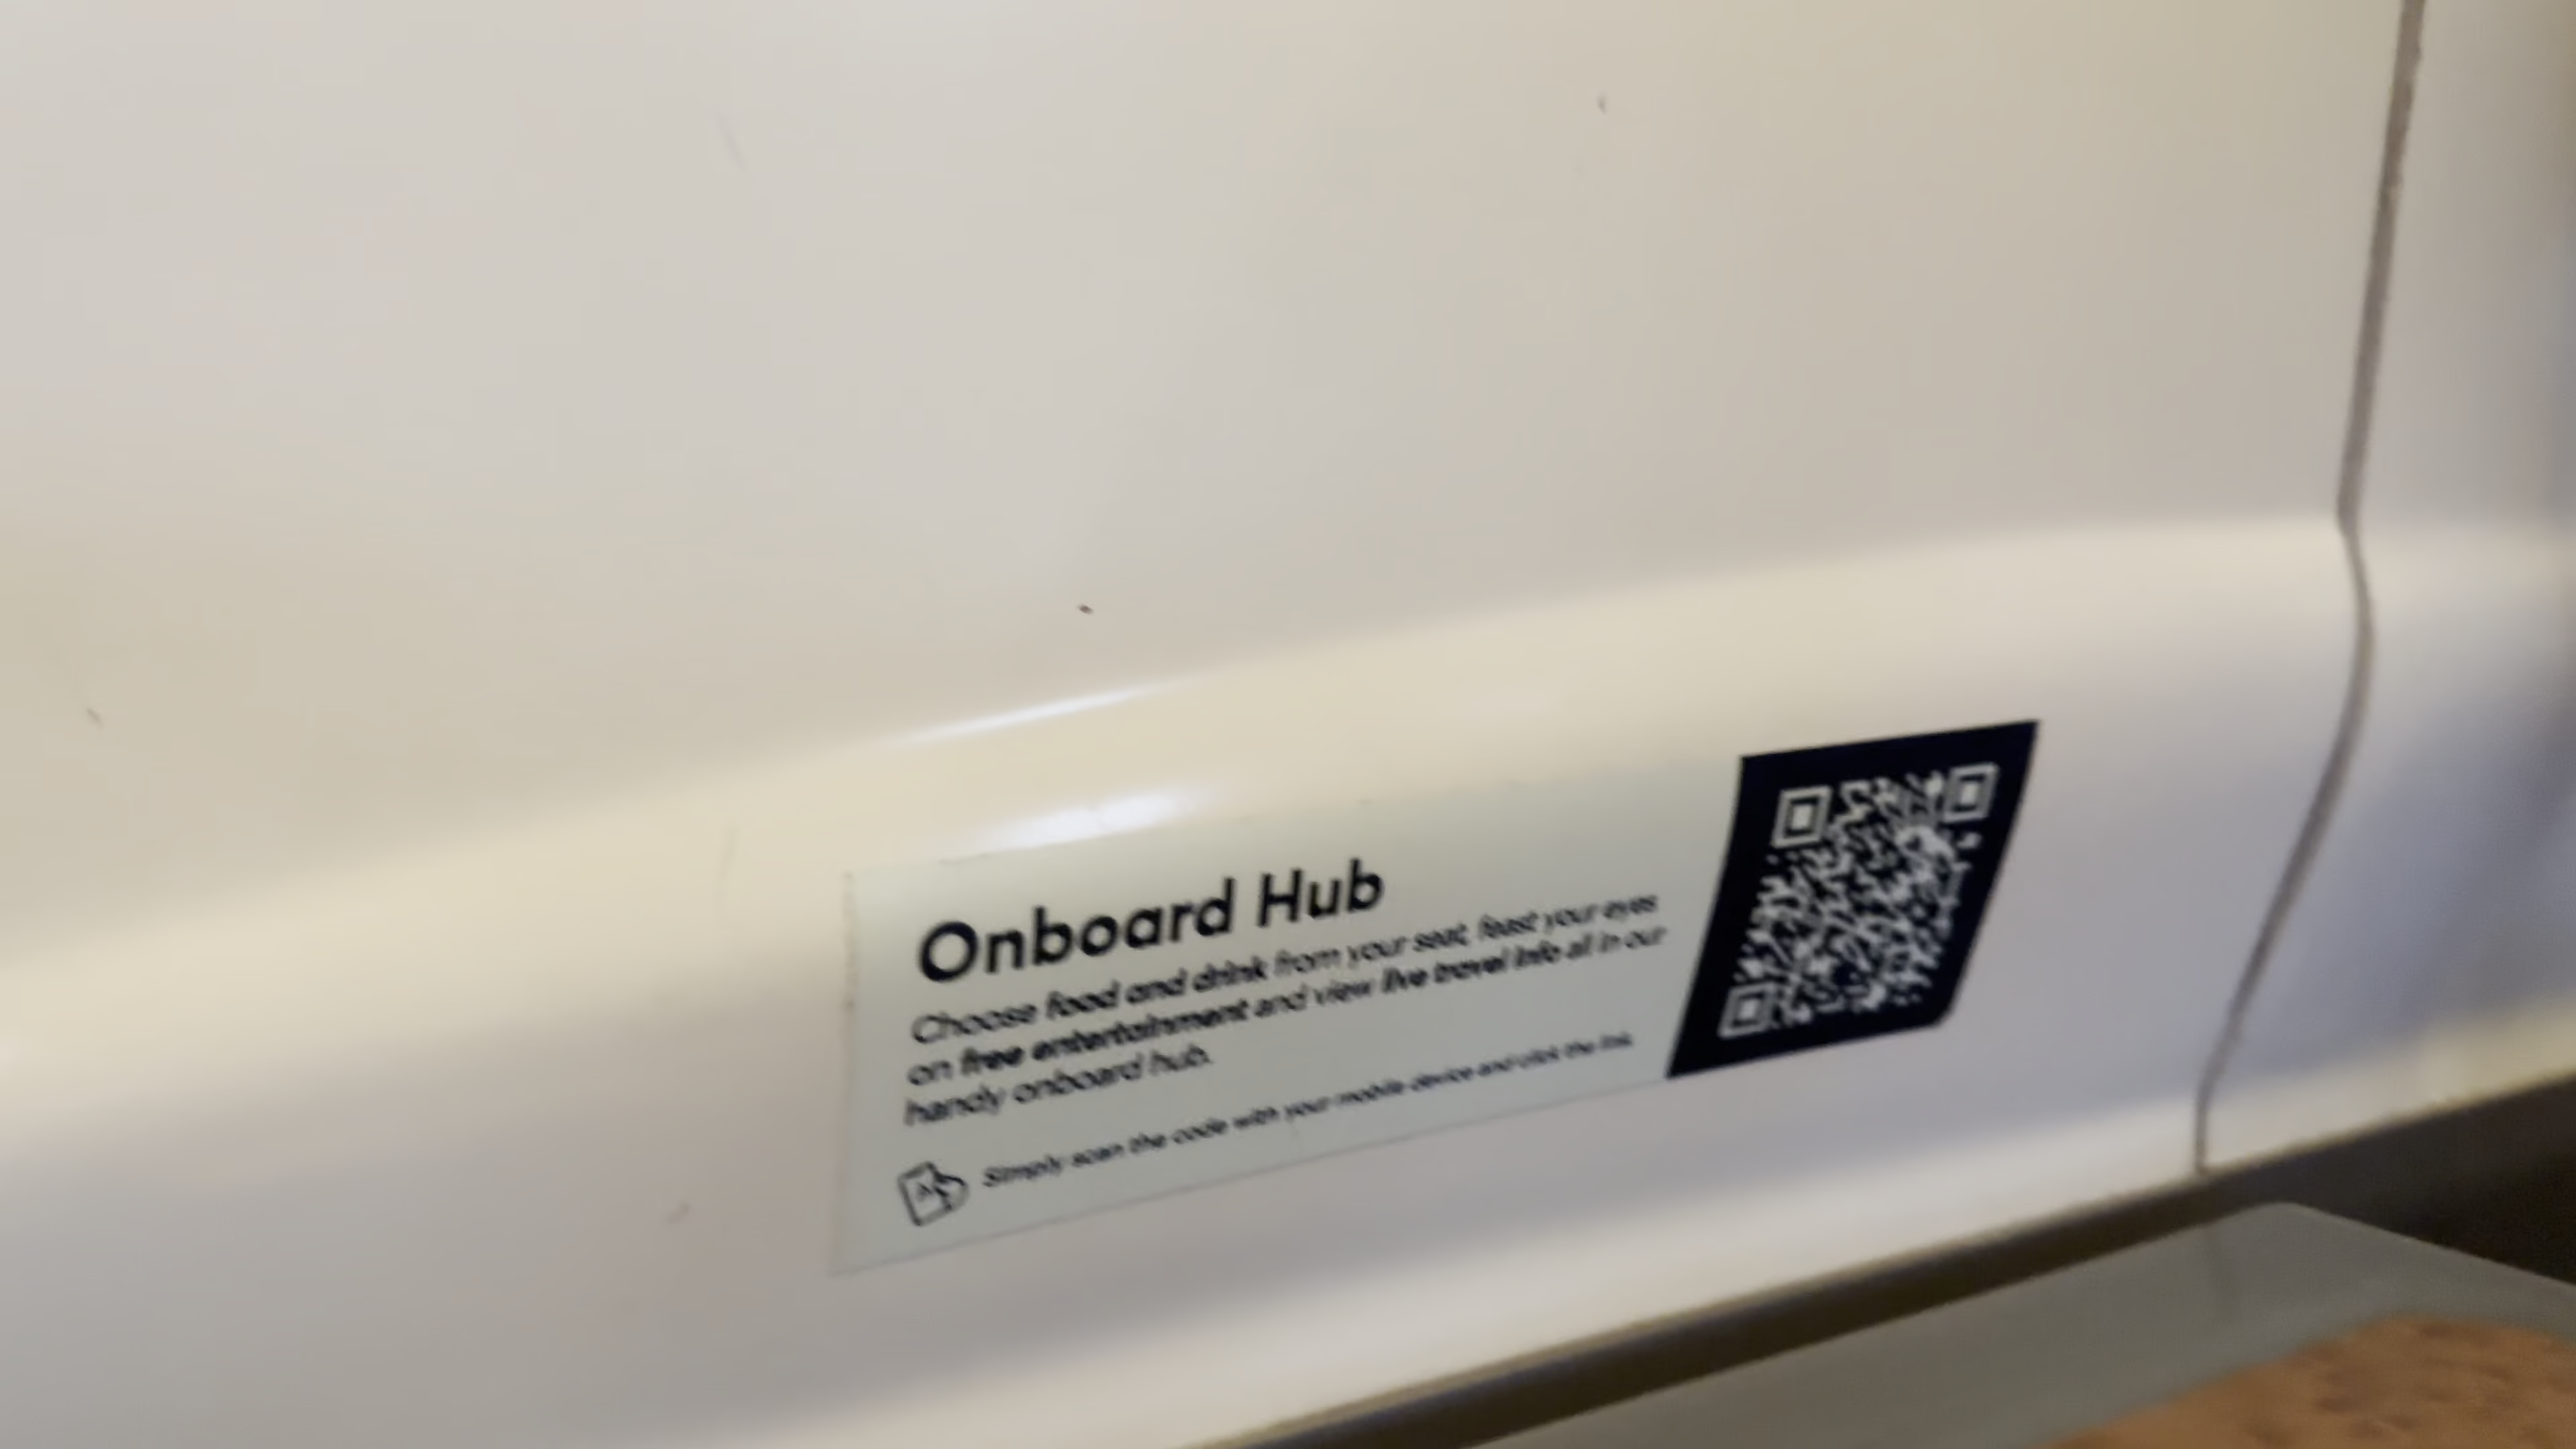 Onboard Hub
Choose food and drink from your seat, feast your eyes
on free entertainment and view live travel info all in our
handy onboard hub.
Simply scan the code with your mobile device and click the link.